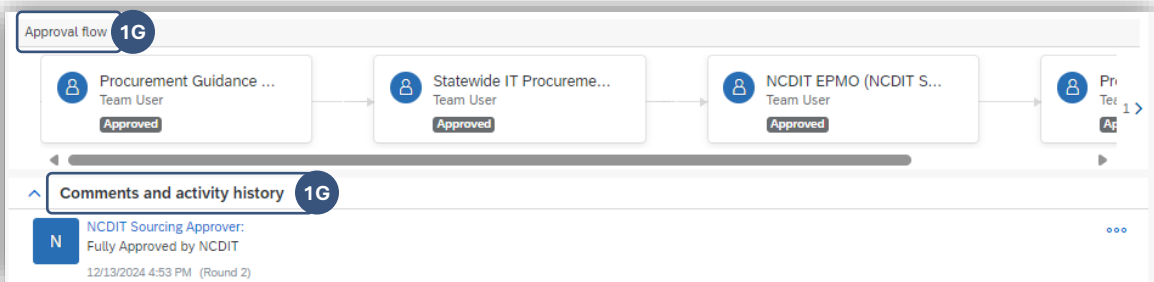 Approval flow 1G
Procurement Guidance ...
Team User
Approved
Statewide IT Procureme...
Team User
Approved
NCDIT EPMO (NCDIT S...
Team User
Approved
1
Comments and activity history 1G
N
NCDIT Sourcing Approver:
Fully Approved by NCDIT
12/13/2024 4:53 PM (Round 2)